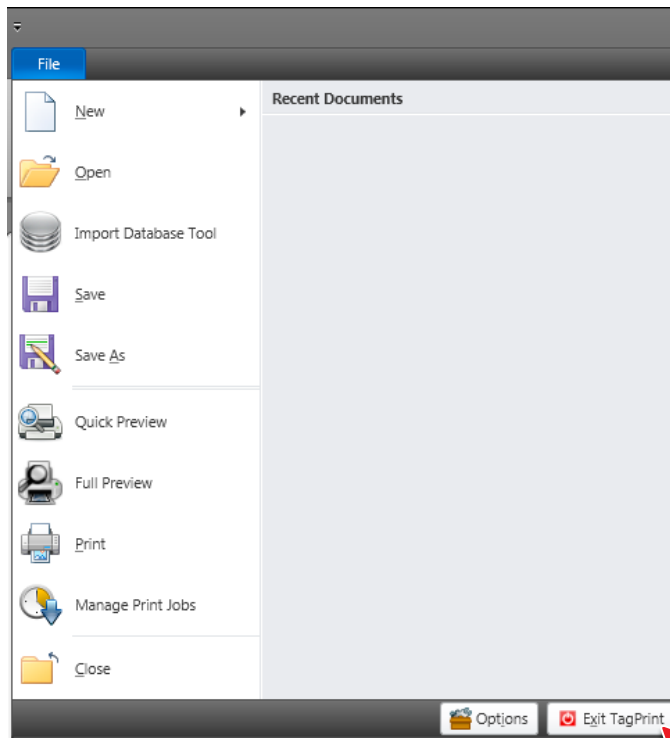 File
Recent Documents
New
Open
Import Database Tool
Save
Save As
Quick Preview
Full Preview
Print
Manage Print Jobs
Close
Options
Exit TagPrint